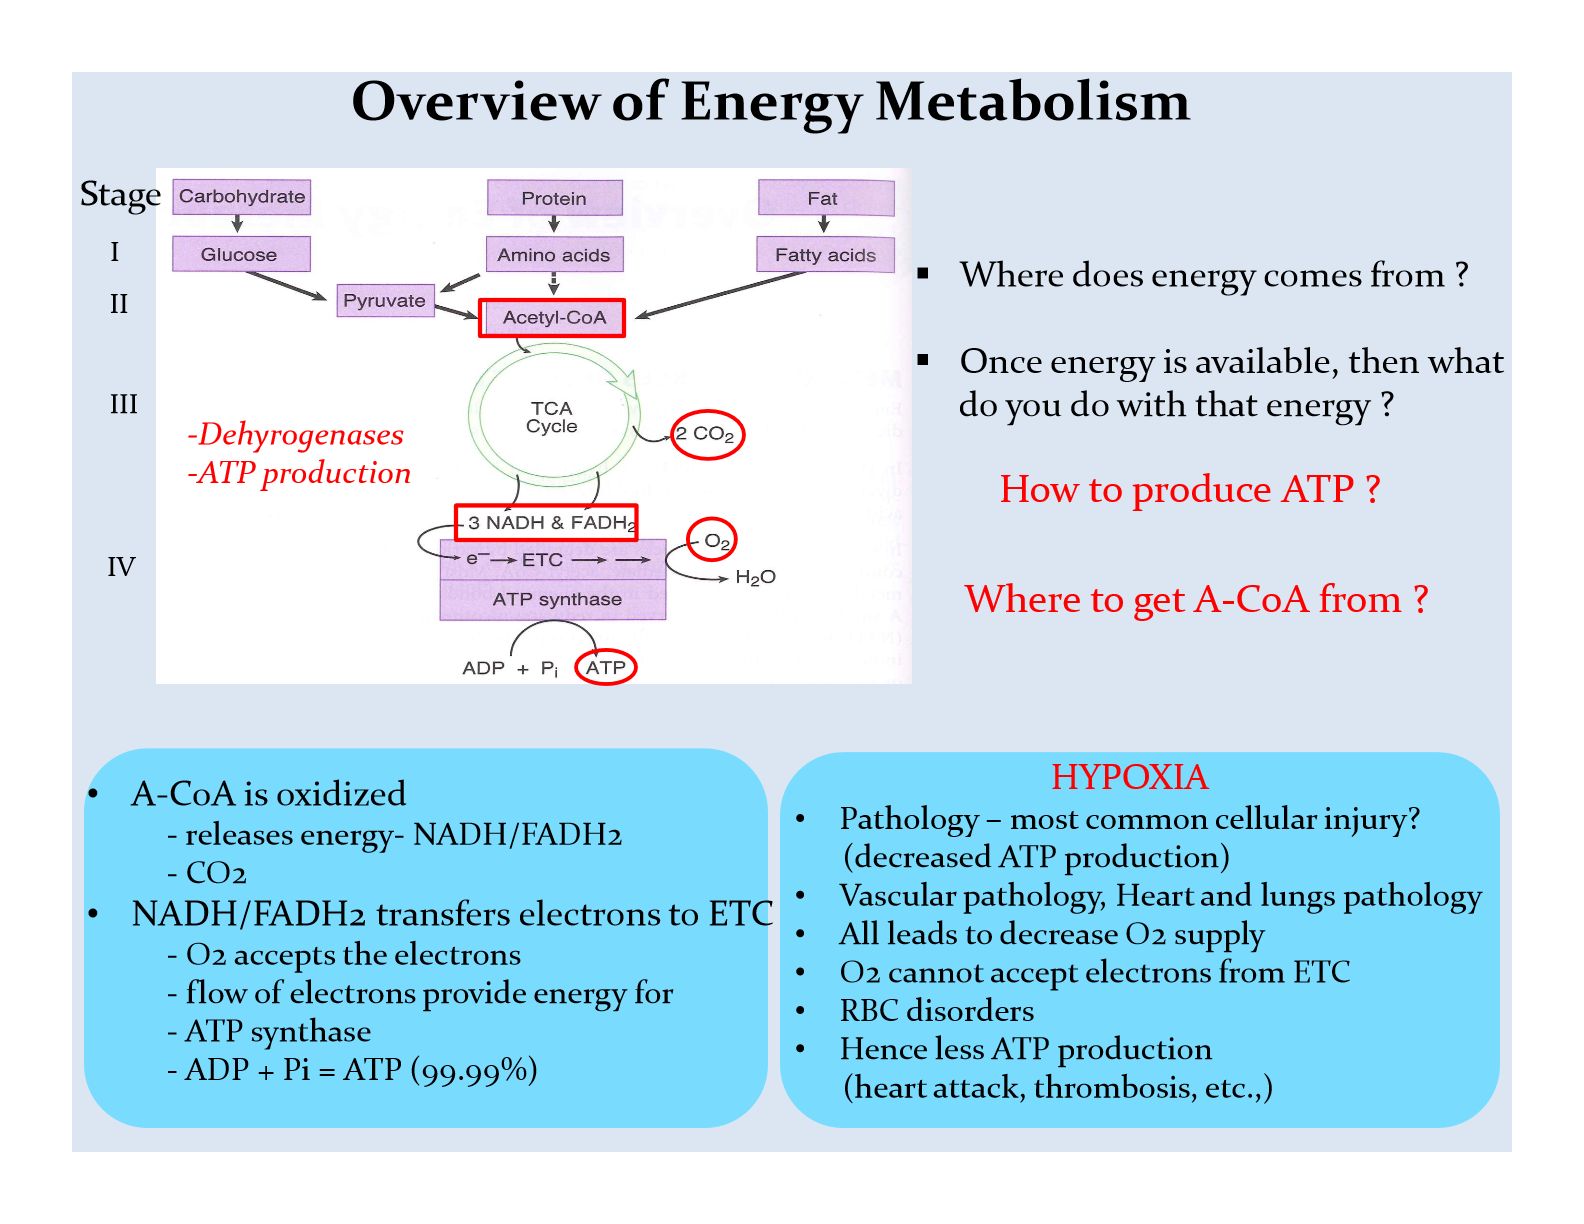 Overview of Energy Metabolism
Stage
Carbohydrate
Protein
Fat
I
Glucose
Amino acids
Fatty acids
II
Pyruvate
Acetyl-CoA
III
TCA
Cycle
2 CO2
-Dehyrogenases
-ATP production
3 NADH & FADH2
O2
IV
e– ETC
H2O
ATP synthase
ADP + Pi ATP
▪ Where does energy comes from ?
▪ Once energy is available, then what
do you do with that energy ?
How to produce ATP ?
Where to get A-CoA from ?
• A-CoA is oxidized
- releases energy- NADH/FADH2
- CO2
• NADH/FADH2 transfers electrons to ETC
- O2 accepts the electrons
- flow of electrons provide energy for
- ATP synthase
- ADP + Pi = ATP (99.99%)
HYPOXIA
• Pathology – most common cellular injury?
(decreased ATP production)
• Vascular pathology, Heart and lungs pathology
• All leads to decrease O2 supply
• O2 cannot accept electrons from ETC
• RBC disorders
• Hence less ATP production
(heart attack, thrombosis, etc.,)